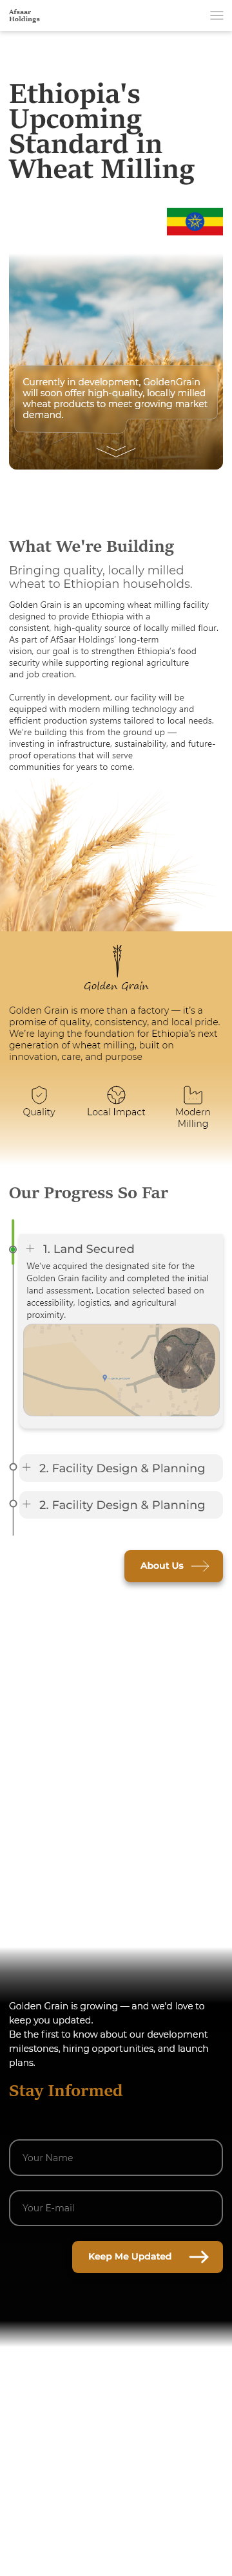 Afsaar
Holdings
Ethiopia's
Upcoming
Standard in
Wheat Milling
Currently in development, GoldenGrain
will soon offer high-quality, locally milled
wheat products to meet growing market
demand.
What We're Building
Bringing quality, locally milled
wheat to Ethiopian households.
Golden Grain is an upcoming wheat milling facility
designed to provide Ethiopia with a
consistent, high-quality source of locally milled flour.
As part of AfSaar Holdings' long-term
vision, our goal is to strengthen Ethiopia's food
security while supporting regional agriculture
and job creation.
Currently in development, our facility will be
equipped with modern milling technology and
efficient production systems tailored to local needs.
We're building this from the ground up —
investing in infrastructure, sustainability, and future-
proof operations that will serve
communities for years to come.
Golden Grain
Golden Grain is more than a factory — it's a
promise of quality, consistency, and local pride.
We're laying the foundation for Ethiopia's next
generation of wheat milling, built on
innovation, care, and purpose
Quality
Local Impact
Modern
Milling
Our Progress So Far
1. Land Secured
We've acquired the designated site for the
Golden Grain facility and completed the initial
land assessment. Location selected based on
accessibility, logistics, and agricultural
proximity.
2. Facility Design & Planning
2. Facility Design & Planning
About Us
Golden Grain is growing — and we'd love to
keep you updated.
Be the first to know about our development
milestones, hiring opportunities, and launch
plans.
Stay Informed
Your Name
Your E-mail
Keep Me Updated